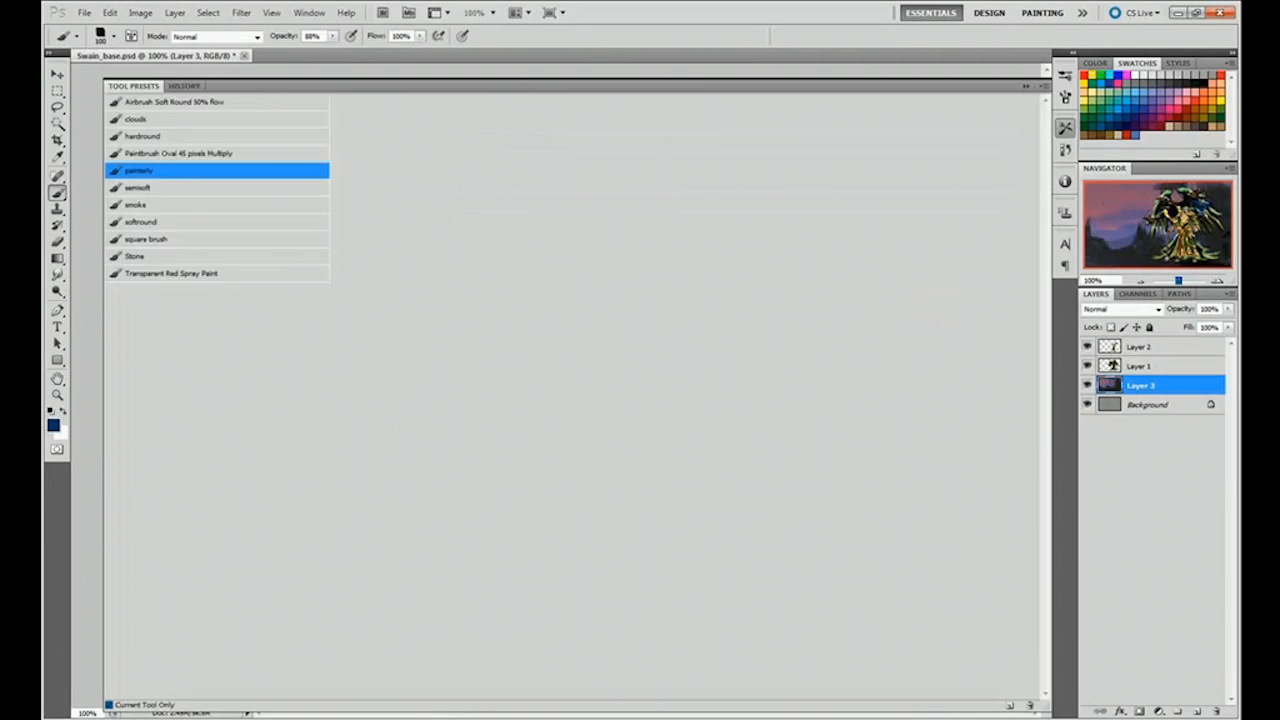 Ps File Edit Image Layer Select Filter View Window Help Br Mb 100% ESSENTIALS DESIGN PAINTING CS Live
100 Mode: Normal Opacity: 88% Flow: 100%
Swain_base.psd @ 100% (Layer 3, RGB/8) *
COLOR SWATCHES STYLES
TOOL PRESETS HISTORY
Airbrush Soft Round 50% flow
clouds
hardround
Paintbrush Oval 45 pixels Multiply
painterly
semisoft
smoke
softround
square brush
Stone
Transparent Red Spray Paint
NAVIGATOR
100%
LAYERS CHANNELS PATHS
Normal Opacity: 100%
Lock: Fill: 100%
Layer 2
Layer 1
Layer 3
Background
Current Tool Only
100%